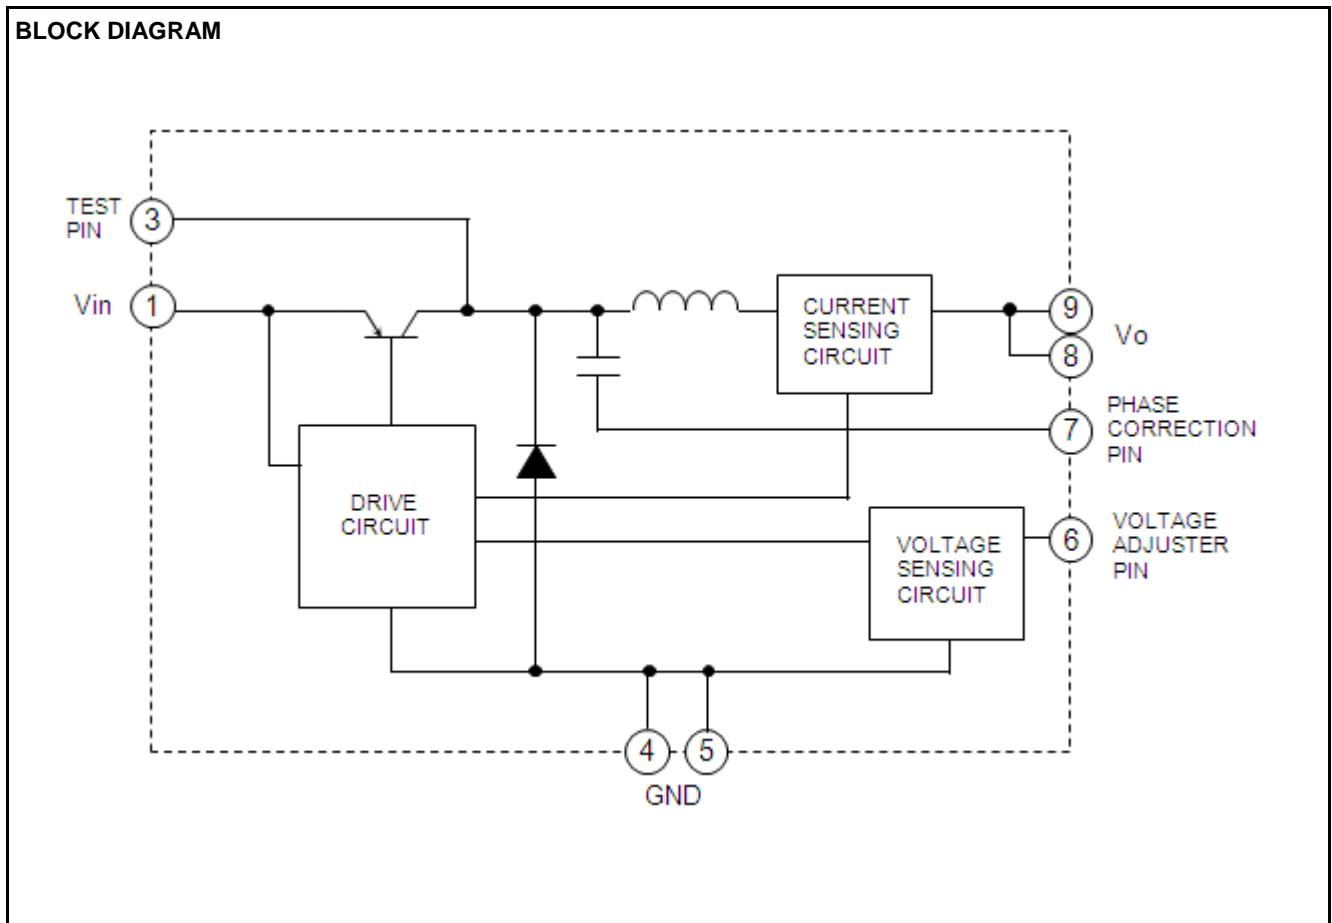 BLOCK DIAGRAM
TEST
PIN
3
Vin
1
CURRENT
SENSING
CIRCUIT
9
8
Vo
7
PHASE
CORRECTION
PIN
DRIVE
CIRCUIT
VOLTAGE
SENSING
CIRCUIT
6
VOLTAGE
ADJUSTER
PIN
4
5
GND